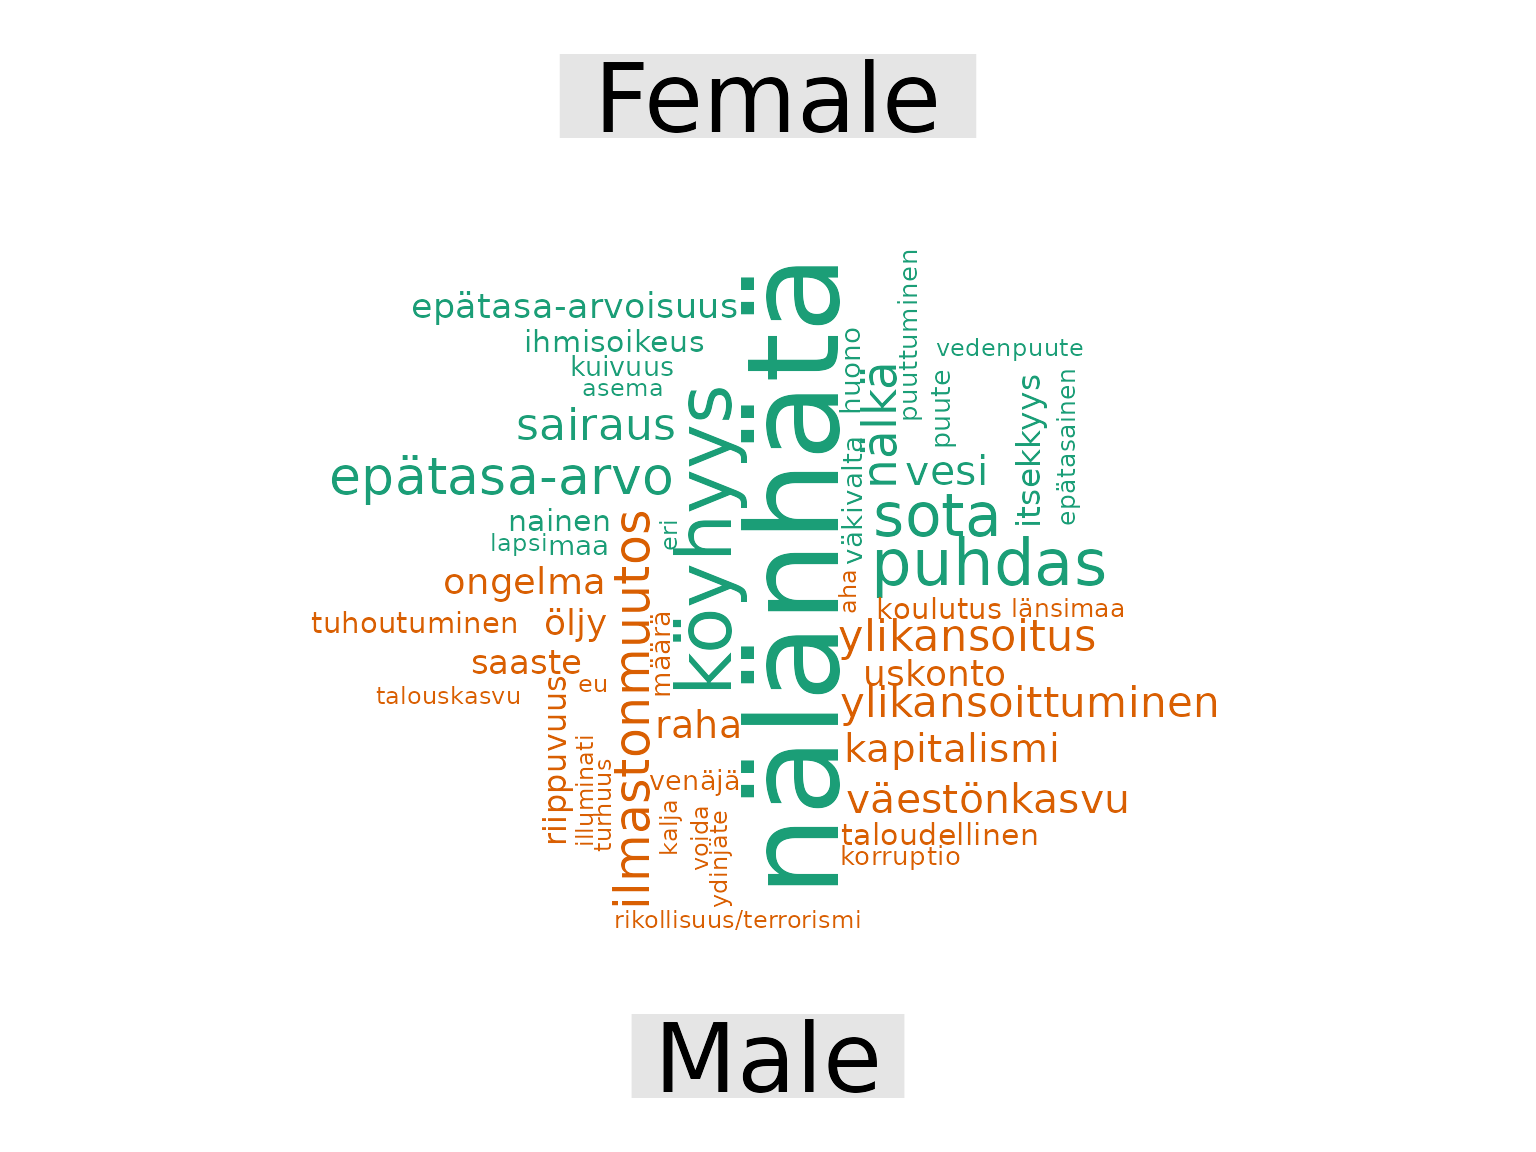 Female
epätasa-arvoisuus
ihmisoikeus
kuivuus
asema
sairaus
epätasa-arvo
nainen
lapsi
maa
eri
köyhyys
nälänhätä
huono
väkivalta
nälkä
puuttuminen
puute
vedenpuute
itsekkyys
epätasainen
vesi
sota
puhdas
ongelma
tuhoutuminen
öljy
saaste
eu
talouskasvu
riippuvuus
illuminati
turhuus
ilmastonmuutos
määrä
raha
venäjä
kalja
voida
ydinjäte
rikollisuus/terrorismi
aha
koulutus
länsimaa
ylikansoitus
uskonto
ylikansoittuminen
kapitalismi
väestönkasvu
taloudellinen
korruptio
Male